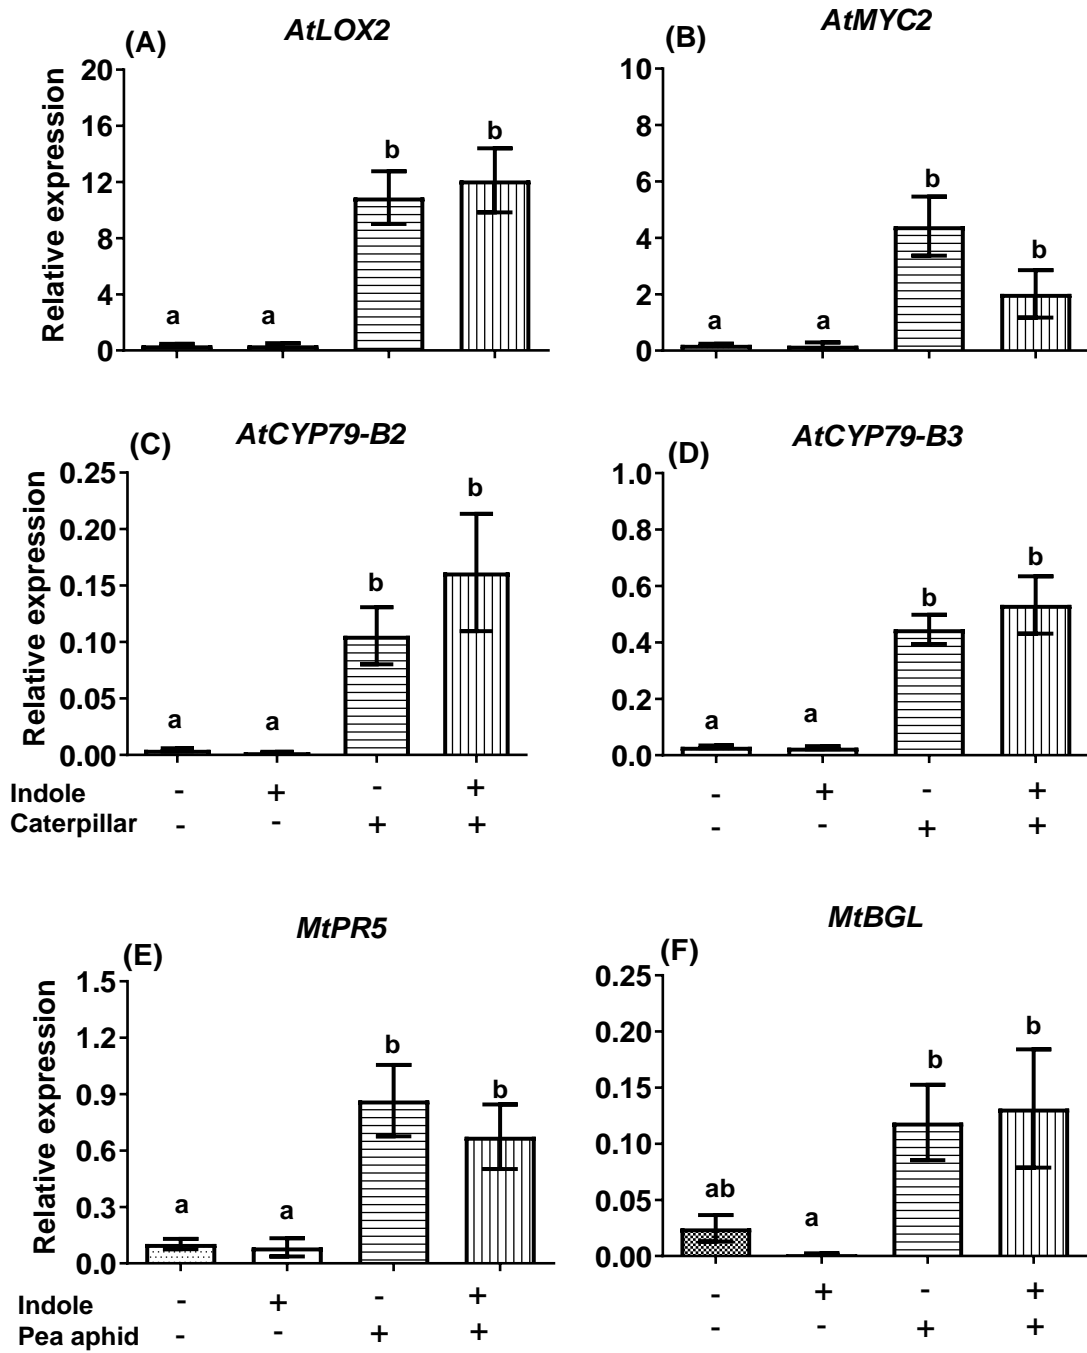 (A) AtLOX2
Relative expression
20
16
12
8
4
0
a a b b
(B) AtMYC2
10
8
6
4
2
0
a a b b
(C) AtCYP79-B2
Relative expression
0.25
0.20
0.15
0.10
0.05
0.00
a a b b
Indole - + - +
Caterpillar - - + +
(D) AtCYP79-B3
1.0
0.8
0.6
0.4
0.2
0.0
a a b b
- + - +
- - + +
(E) MtPR5
Relative expression
1.5
1.2
0.9
0.6
0.3
0.0
a a b b
Indole - + - +
Pea aphid - - + +
(F) MtBGL
0.25
0.20
0.15
0.10
0.05
0.00
ab a b b
- + - +
- - + +